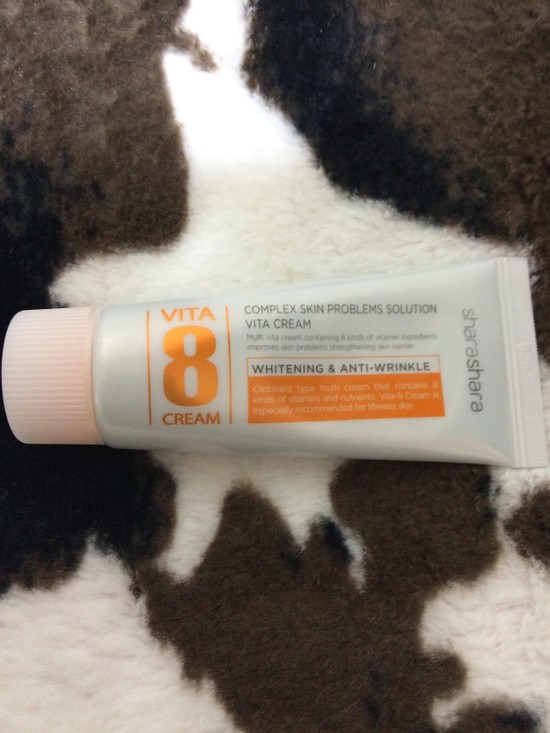 VITA
8
CREAM
COMPLEX SKIN PROBLEMS SOLUTION
VITA CREAM
Multi vita cream containing 8 kinds of vitamin ingredients
improves skin problems strengthening skin barrier.
WHITENING & ANTI-WRINKLE
Ointment type multi cream that contains 8
kinds of vitamins and nutrients. Vita-8 Cream is
especially recommended for lifeless skin
sharashara